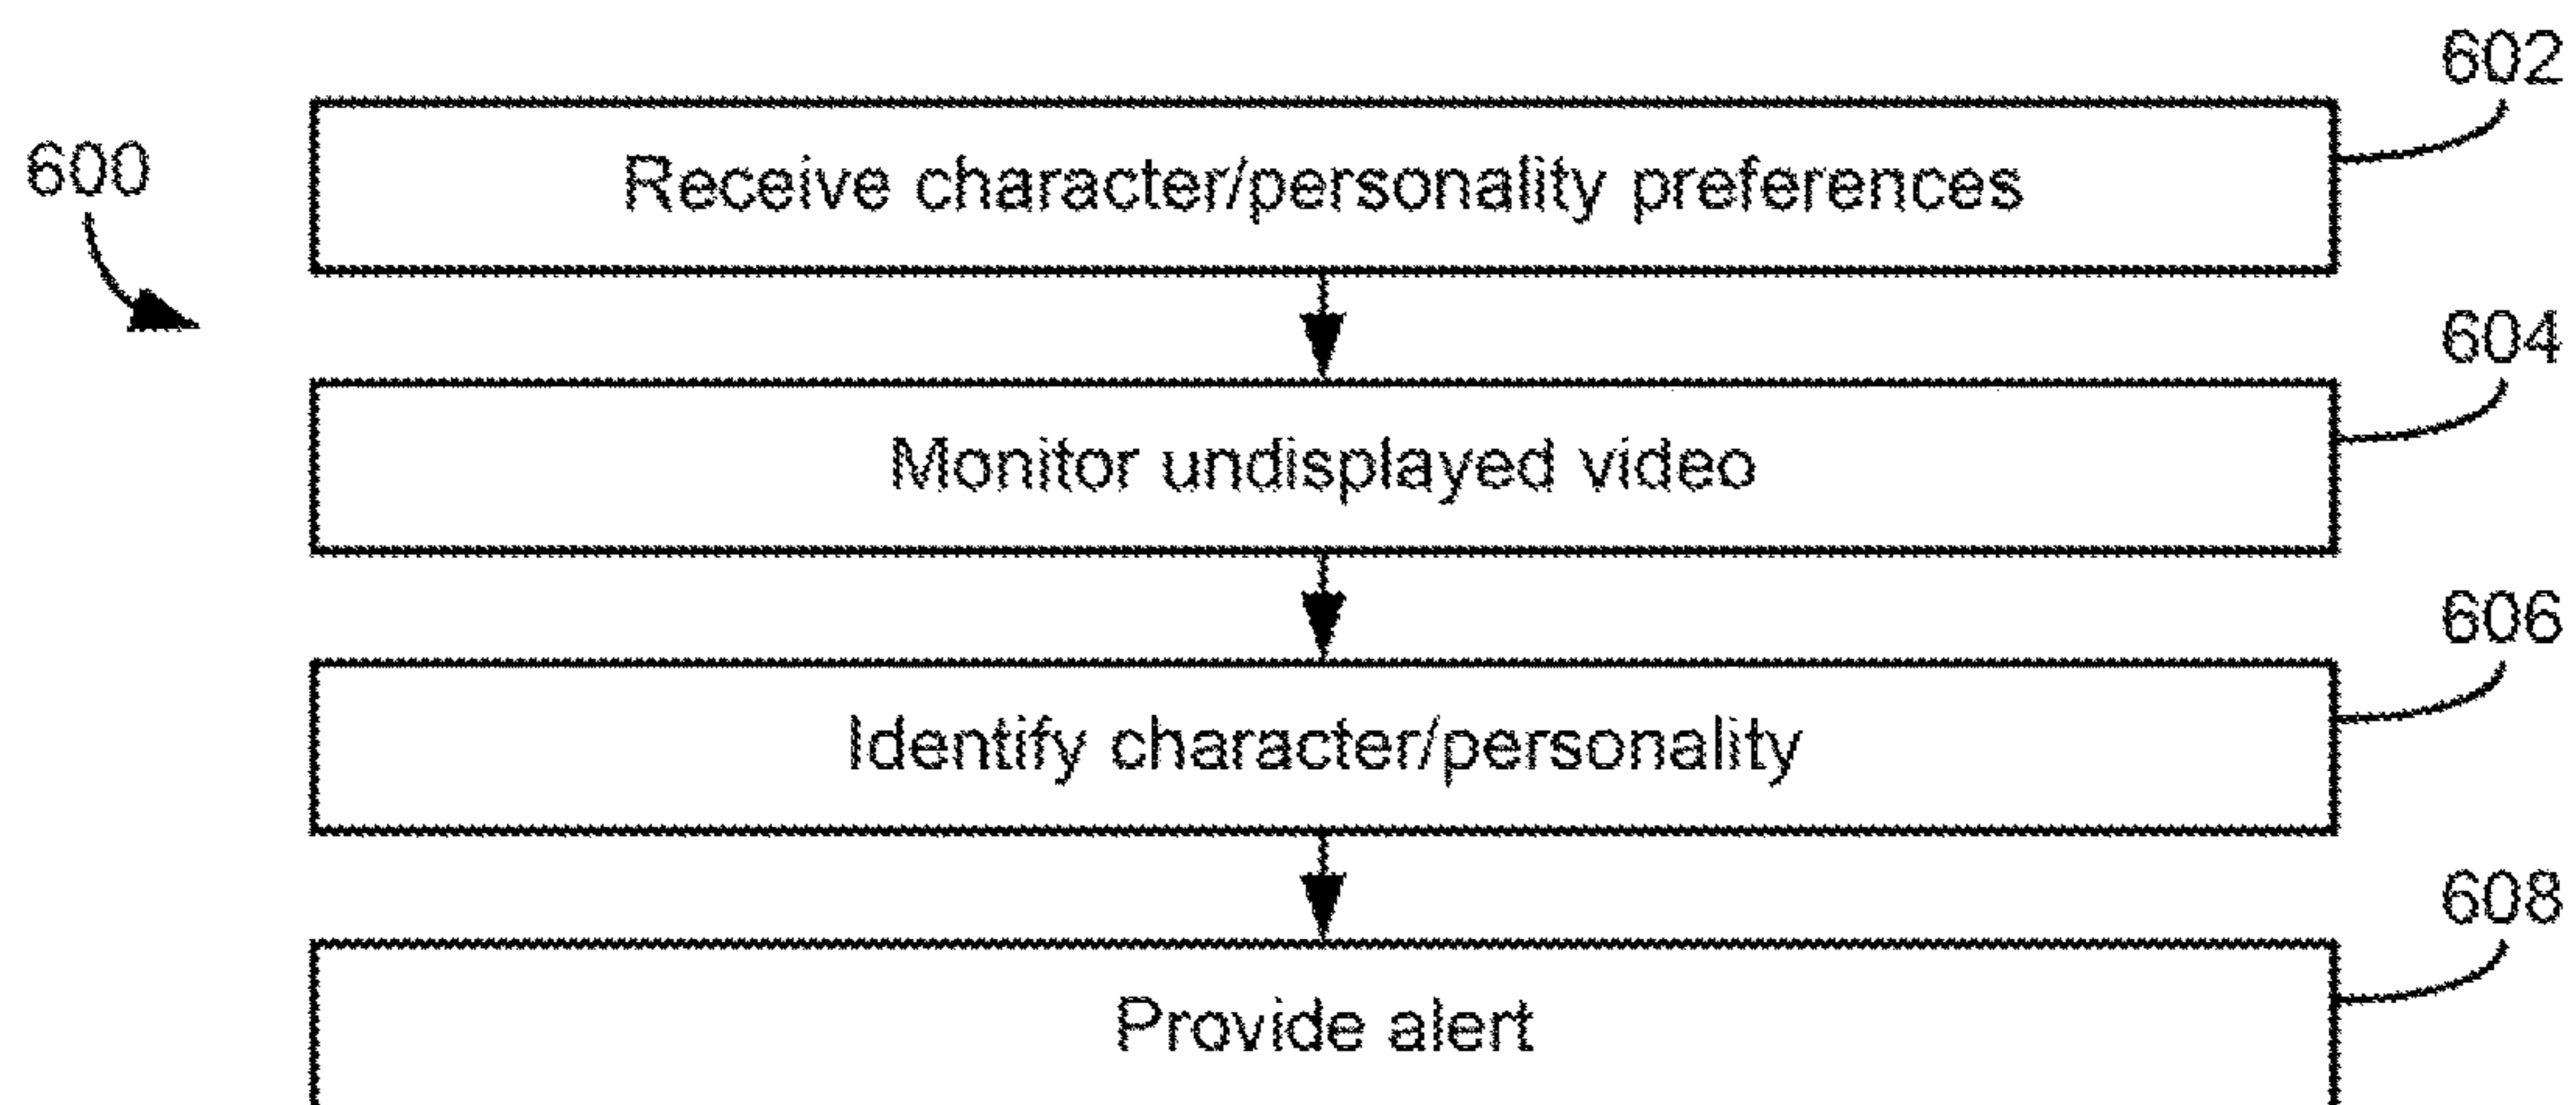 602
600
Receive character/personality preferences
604
Monitor undisplayed video
606
Identify character/personality
608
Provide alert